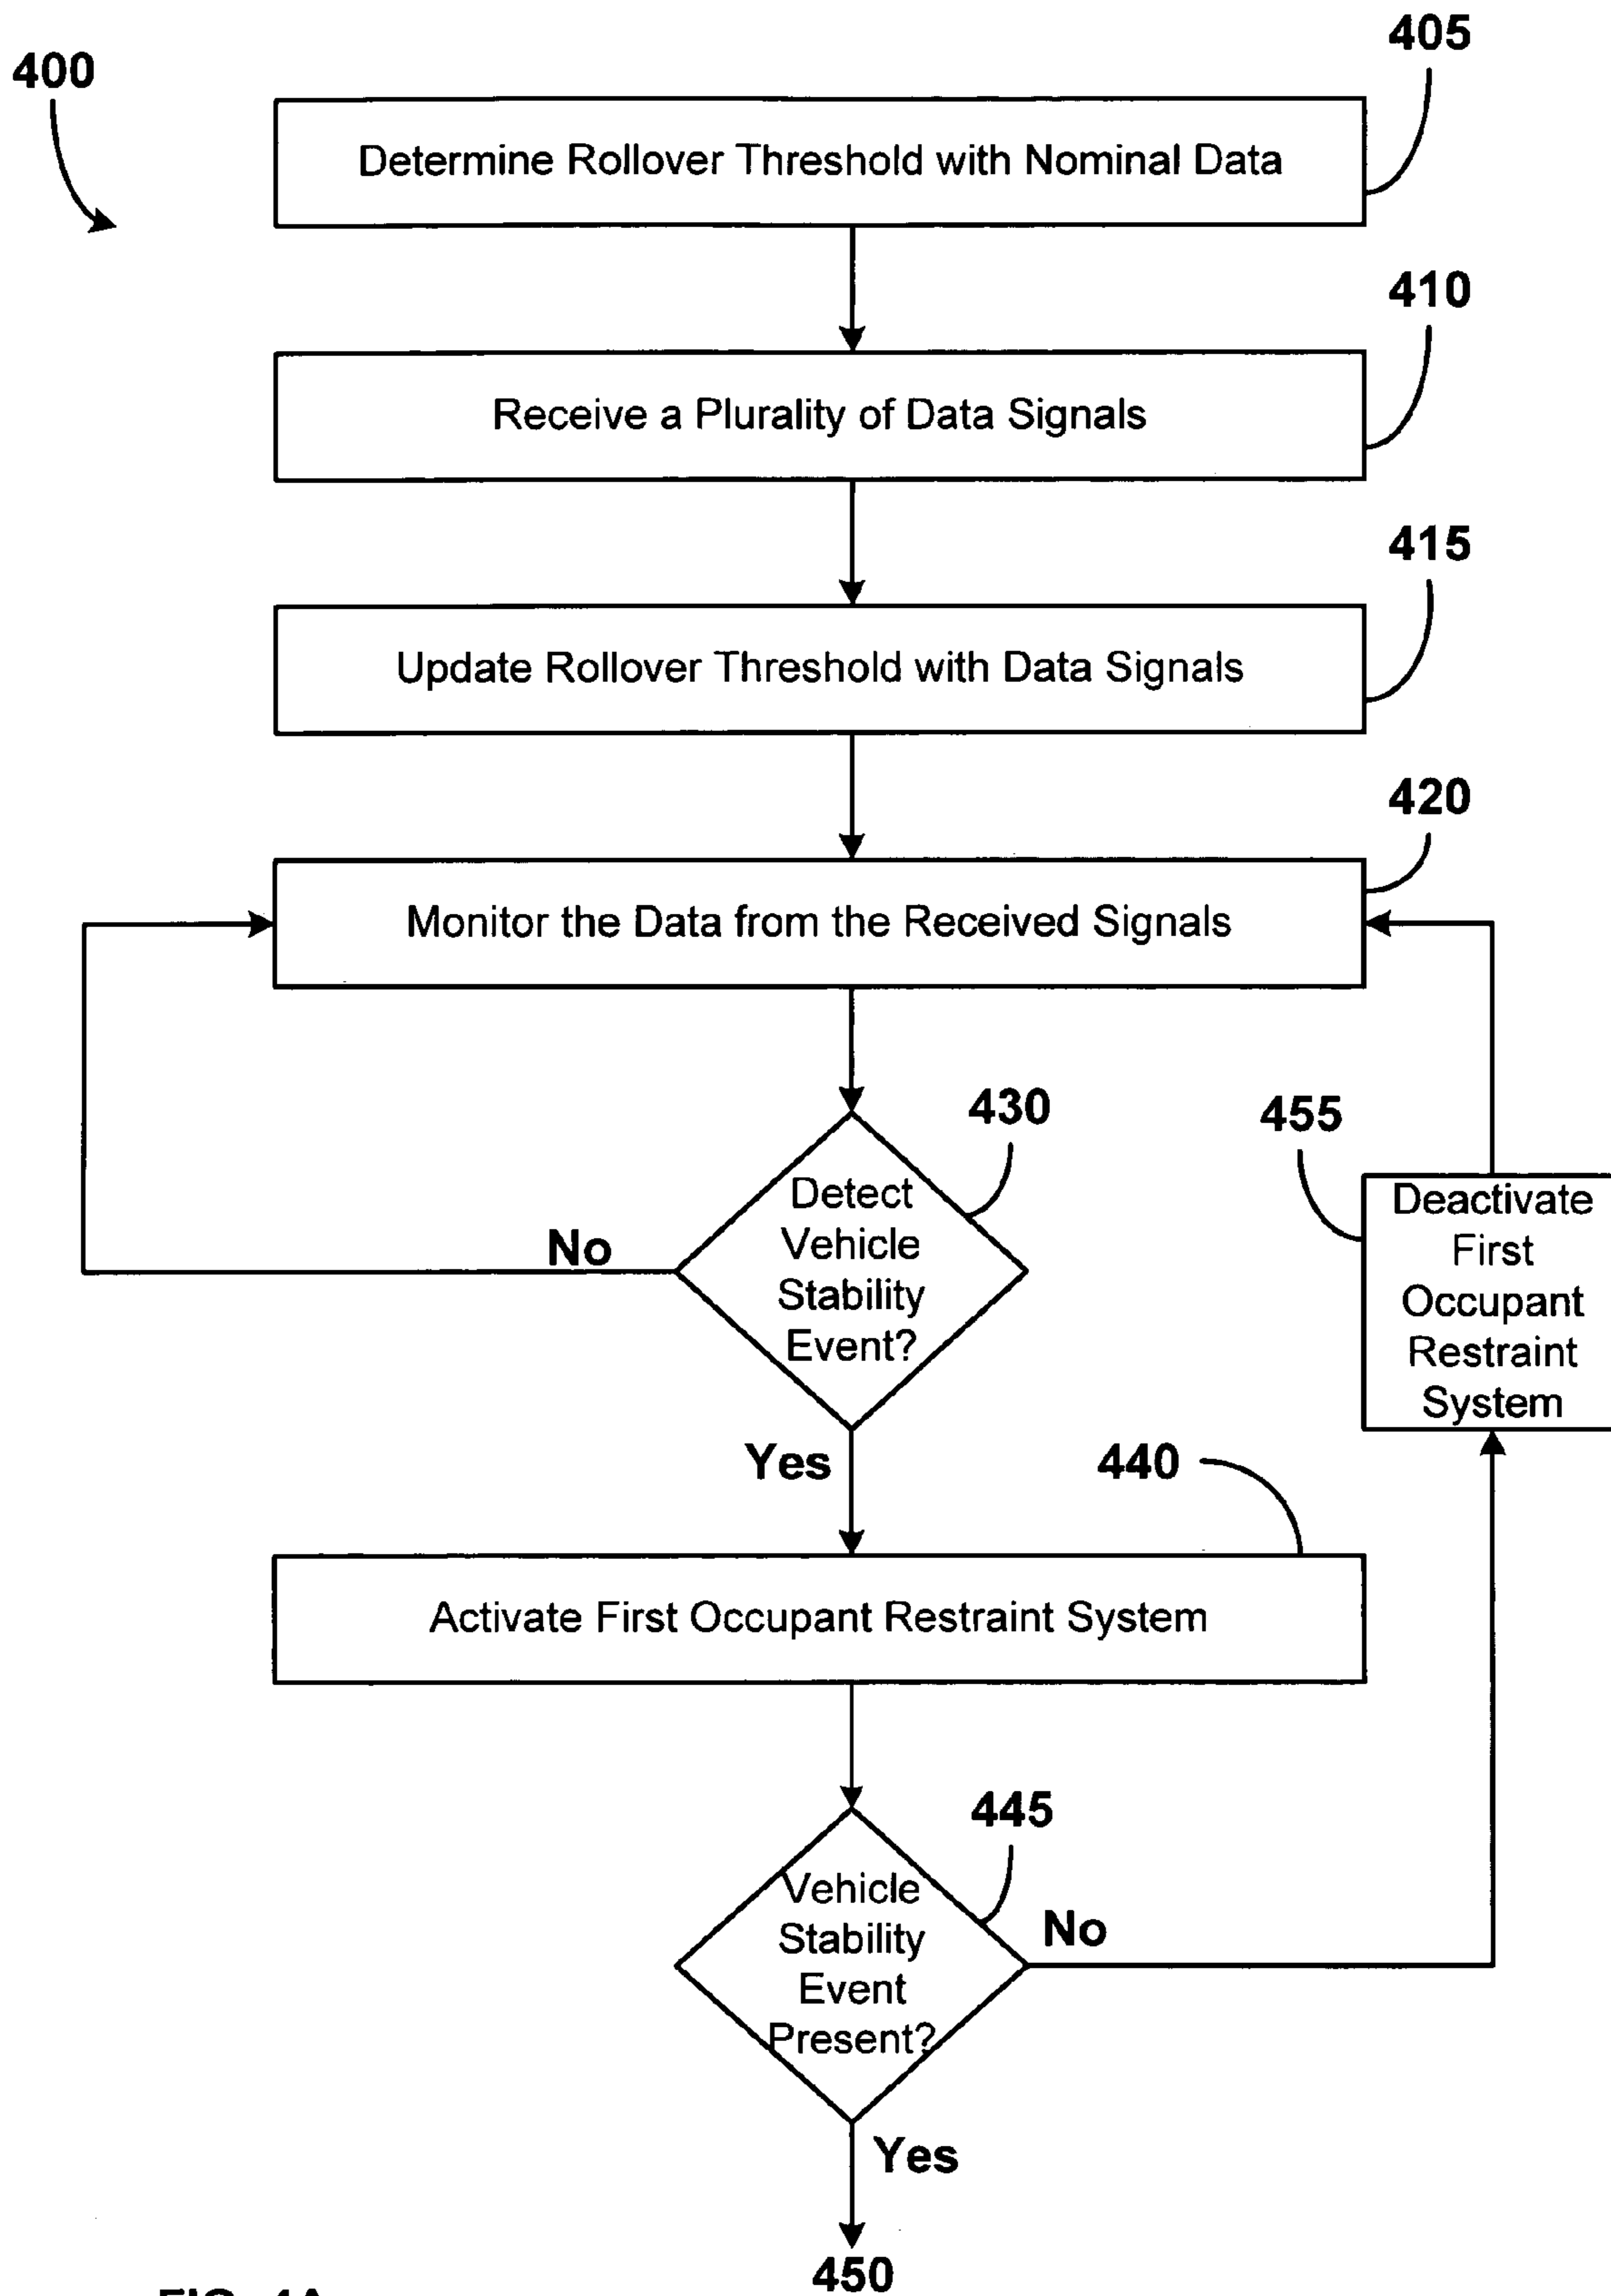 405
400
Determine Rollover Threshold with Nominal Data
410
Receive a Plurality of Data Signals
415
Update Rollover Threshold with Data Signals
420
Monitor the Data from the Received Signals
430
455
Detect
Vehicle
Stability
Event?
No
Deactivate
First
Occupant
Restraint
System
Yes
440
Activate First Occupant Restraint System
445
Vehicle
Stability
Event
Present?
No
Yes
450
FIG. 4A